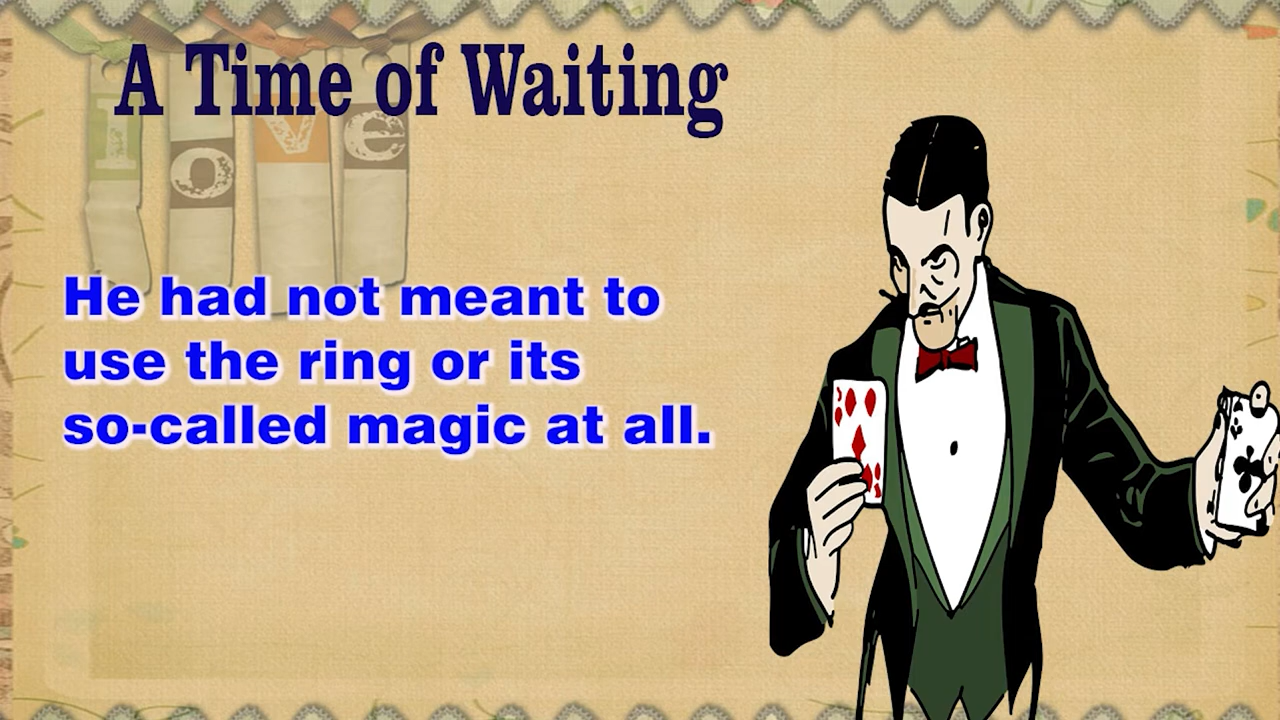 A Time of Waiting
love
He had not meant to
use the ring or its
so-called magic at all.